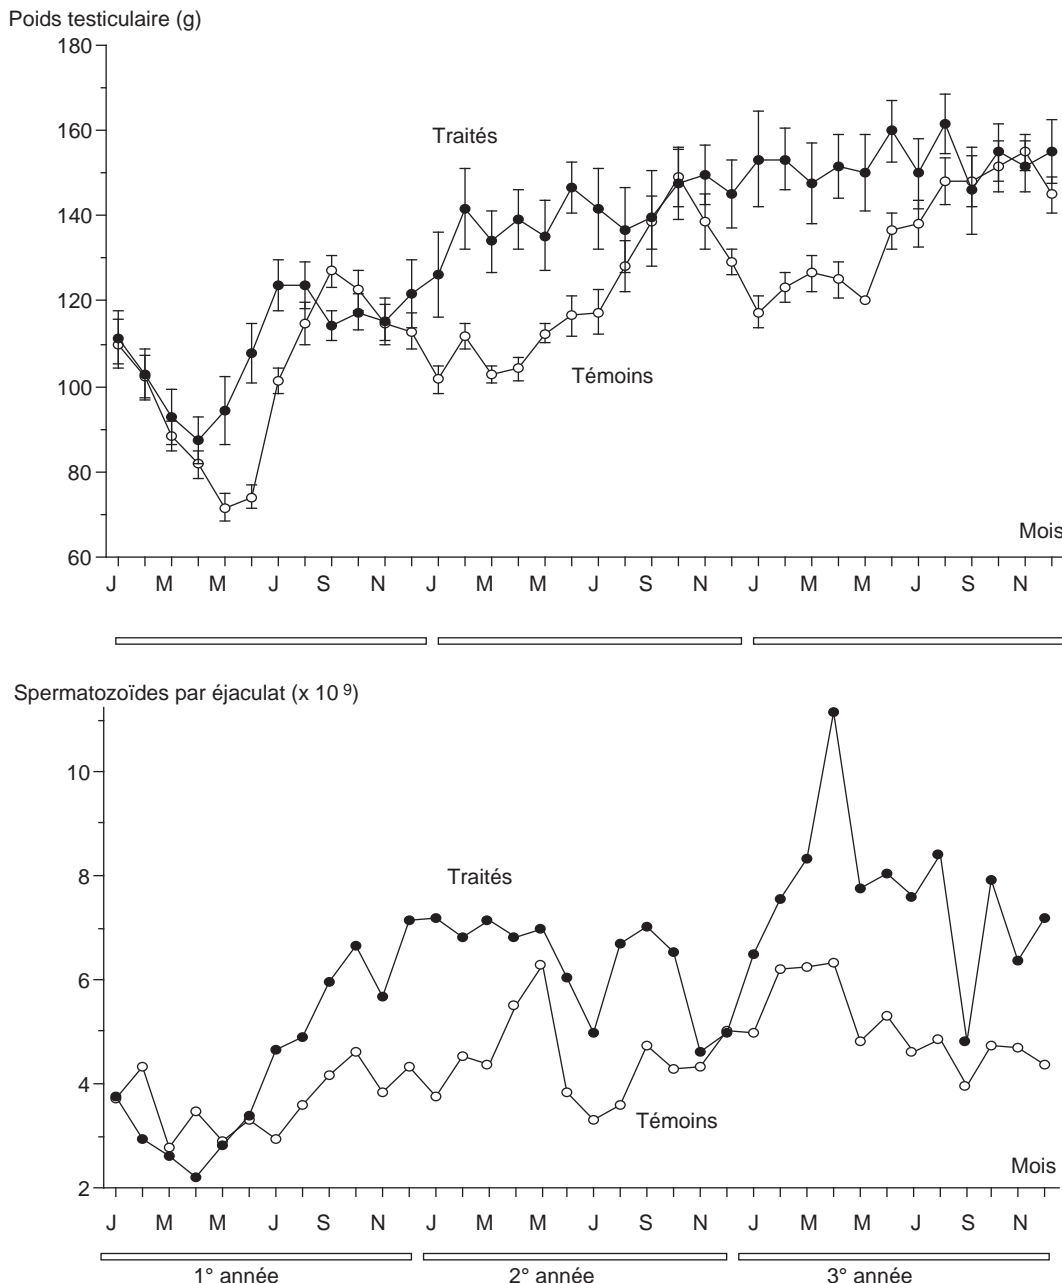 Poids testiculaire (g)
180
160
140
120
100
80
60
Traités
Témoins
Mois
J M M J S N J M M J S N J M M J S N
Spermatozoïdes par éjaculat (x 10 9)
10
8
6
4
2
Traités
Témoins
Mois
J M M J S N J M M J S N J M M J S N
1° année 2° année 3° année